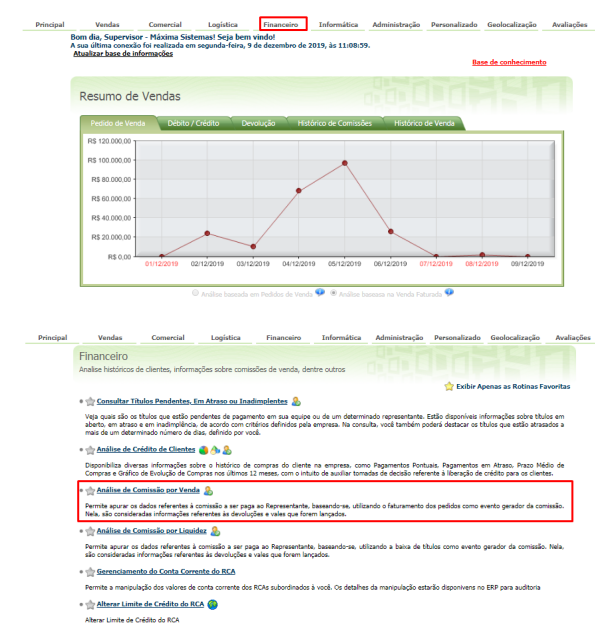 Principal Vendas Comercial Logística Financeiro Informática Administração Personalizado Geolocalização Avaliações
Bom dia, Supervisor - Máxima Sistemas! Seja bem vindo!
A sua última conexão foi realizada em segunda-feira, 9 de dezembro de 2019, às 11:08:59.
Atualizar base de informações
Base de conhecimento
Resumo de Vendas
Pedido de Venda Débito / Crédito Devolução Histórico de Comissões Histórico de Venda
R$ 120.000,00
R$ 100.000,00
R$ 80.000,00
R$ 60.000,00
R$ 40.000,00
R$ 20.000,00
R$ 0,00
01/12/2019 02/12/2019 03/12/2019 04/12/2019 05/12/2019 06/12/2019 07/12/2019 08/12/2019 09/12/2019
Análise baseada em Pedidos de Venda Análise baseasa na Venda Faturada
Principal Vendas Comercial Logística Financeiro Informática Administração Personalizado Geolocalização Avaliações
Financeiro
Analise históricos de clientes, informações sobre comissões de venda, dentre outros
Exibir Apenas as Rotinas Favoritas
Consultar Títulos Pendentes, Em Atraso ou Inadimplentes
Veja quais são os títulos que estão pendentes de pagamento em sua equipe ou de um determinado representante. Estão disponíveis informações sobre títulos em
aberto, em atraso e em inadimplência, de acordo com critérios definidos pela empresa. Na consulta, você também poderá destacar os títulos que estão atrasados a
mais de um determinado número de dias, definido por você.
Análise de Crédito de Clientes
Disponibiliza diversas informações sobre o histórico de compras do cliente na empresa, como Pagamentos Pontuais, Pagamentos em Atraso, Prazo Médio de
Compras e Gráfico de Evolução de Compras nos últimos 12 meses, com o intuito de auxiliar tomadas de decisão referente à liberação de crédito para os clientes.
Análise de Comissão por Venda
Permite apurar os dados referentes à comissão a ser paga ao Representante, baseando-se, utilizando o faturamento dos pedidos como evento gerador da comissão.
Nela, são consideradas informações referentes às devoluções e vales que forem lançados.
Análise de Comissão por Liquidez
Permite apurar os dados referentes à comissão a ser paga ao Representante, baseando-se, utilizando a baixa de títulos como evento gerador da comissão. Nela,
são consideradas informações referentes às devoluções e vales que forem lançados.
Gerenciamento do Conta Corrente do RCA
Permite a manipulação dos valores de conta corrente dos RCAs subordinados à você. Os detalhes da manipulação estarão disponivens no ERP para auditoria
Alterar Limite de Crédito do RCA
Alterar Limite de Crédito do RCA